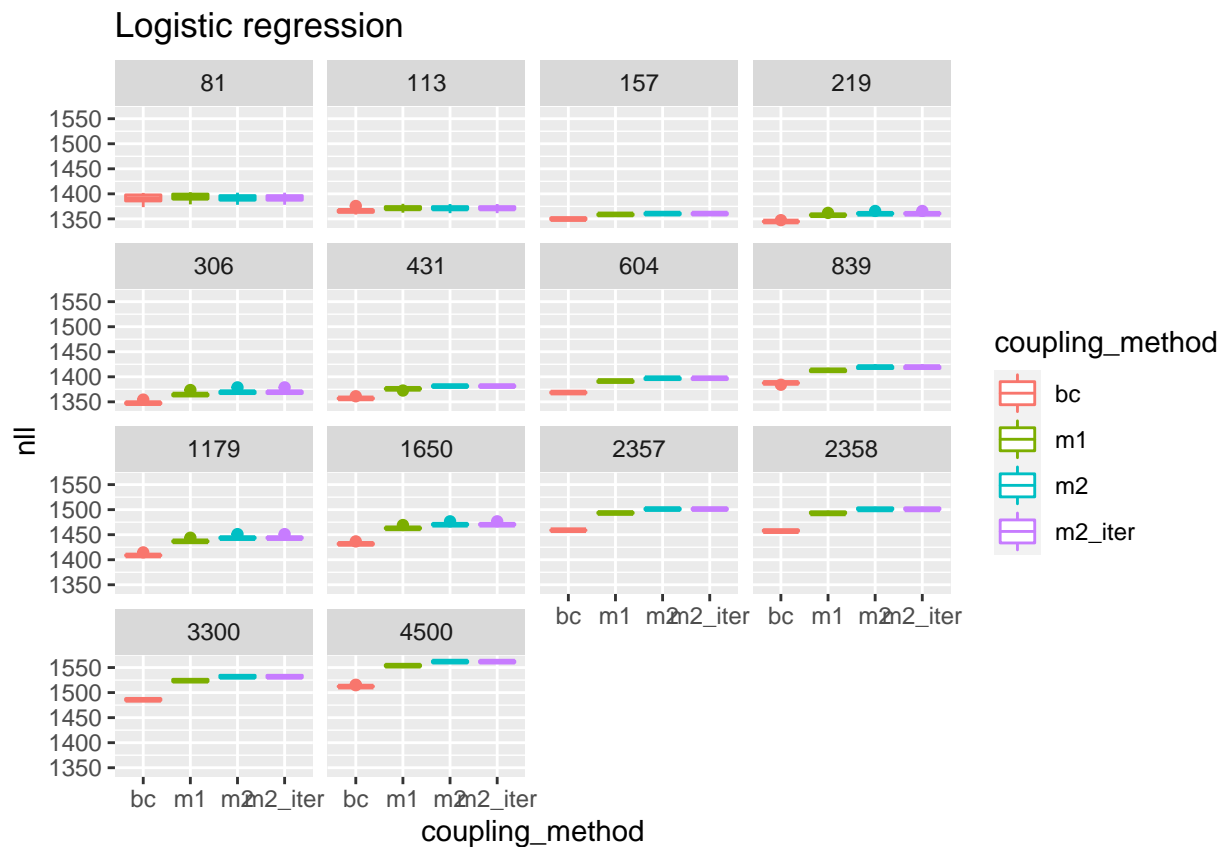 Logistic regression
81 113 157 219
1550
1500
1450
1400
1350
306 431 604 839
1550
1500
1450
1400
1350
1179 1650 2357 2358
1550
1500
1450
1400
1350
bc m1 m2 m2_iter bc m1 m2 m2_iter
3300 4500
1550
1500
1450
1400
1350
bc m1 m2 m2_iter bc m1 m2 m2_iter
coupling_method
nll
coupling_method
bc
m1
m2
m2_iter